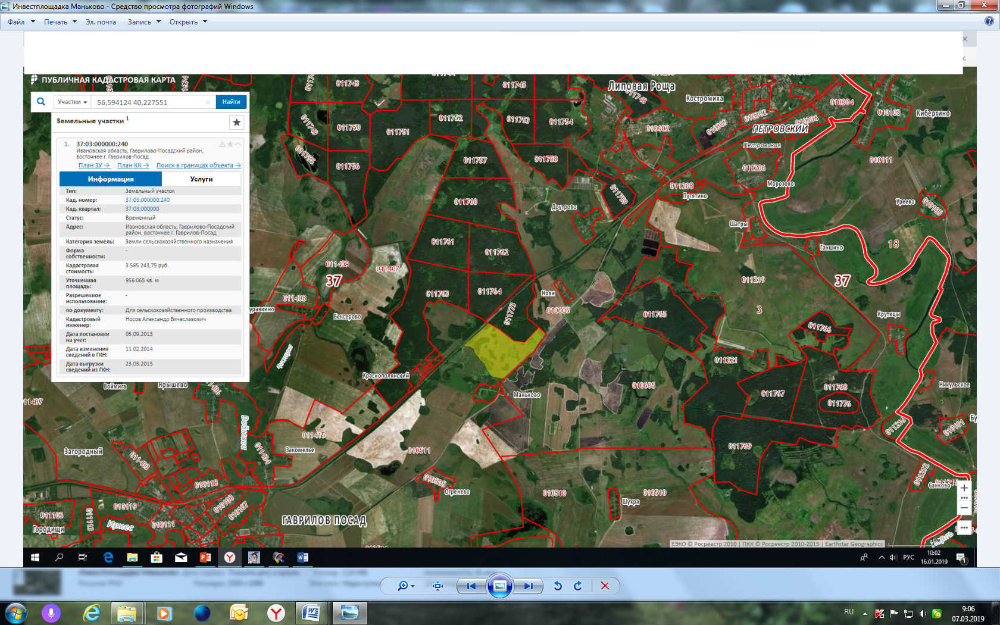 Инвестплощадка Маньково - Средство просмотра фотографий Windows
Файл Печать Эл. почта Запись Открыть
ПУБЛИЧНАЯ КАДАСТРОВАЯ КАРТА
Участки 56,594124 40,227551 Найти
Земельные участки 1
1. 37:03:000000:240
Ивановская область, Гаврилово-Посадский район,
восточнее г. Гаврилов-Посад
План ЗУ → План КК → Поиск в границах объекта →
Информация Услуги
Тип: Земельный участок
Кад. номер: 37:03:000000:240
Кад. квартал: 37:03:000000
Статус: Временный
Адрес: Ивановская область, Гаврилово-Посадский
район, восточнее г. Гаврилов-Посад
Категория земель: Земли сельскохозяйственного назначения
Форма
собственности: -
Кадастровая
стоимость: 3 585 243,75 руб.
Уточненная
площадь: 956 065 кв. м
Разрешенное
использование: -
по документу: Для сельскохозяйственного производства
Кадастровый
инженер: Носов Александр Вячеславович
Дата постановки
на учет: 05.09.2013
Дата изменения
сведений в ГКН: 11.02.2014
Дата выгрузки
сведений из ГКН: 23.03.2015
011743
011745
Липовая Роща
011748
Костромиха
010304
010103
Кибергино
011749
011750
011751
011752
011753
011754
010602
010303
010302
010306
ПЕТРОВСКИЙ
Петровская
011755
011756
011757
011758
010111
011206
Морозово
011759
011208
Путятино
011760
Доутрово
Уреево
010105
Шатры
011761
011762
Ганшино
18
011409
011407
37
37
011219
011408
011763
011764
Нови
010605
011773
011765
3
Крутицы
уравкино
Бексерово
011766
011221
Краснополянский
Маньково
010605
011767
011768
011776
Никульское
Воймига
Ярышево
011406
11407
Воймига
011216
010101
011415
Закомелье
010511
011769
Загородный
011403
011404
010118
010505
Огренево
010510
010510
Шухра
011212
011215
Санково
010119
010108
010107
011103
011113
010111
Городищи
Ирмес
ГАВРИЛОВ ПОСАД
ЕЭКО © Росреестр 2010 | ПКК © Росреестр 2010-2015 | Earthstar Geographics
РУС
10:02
16.01.2019
RU
9:06
07.03.2019